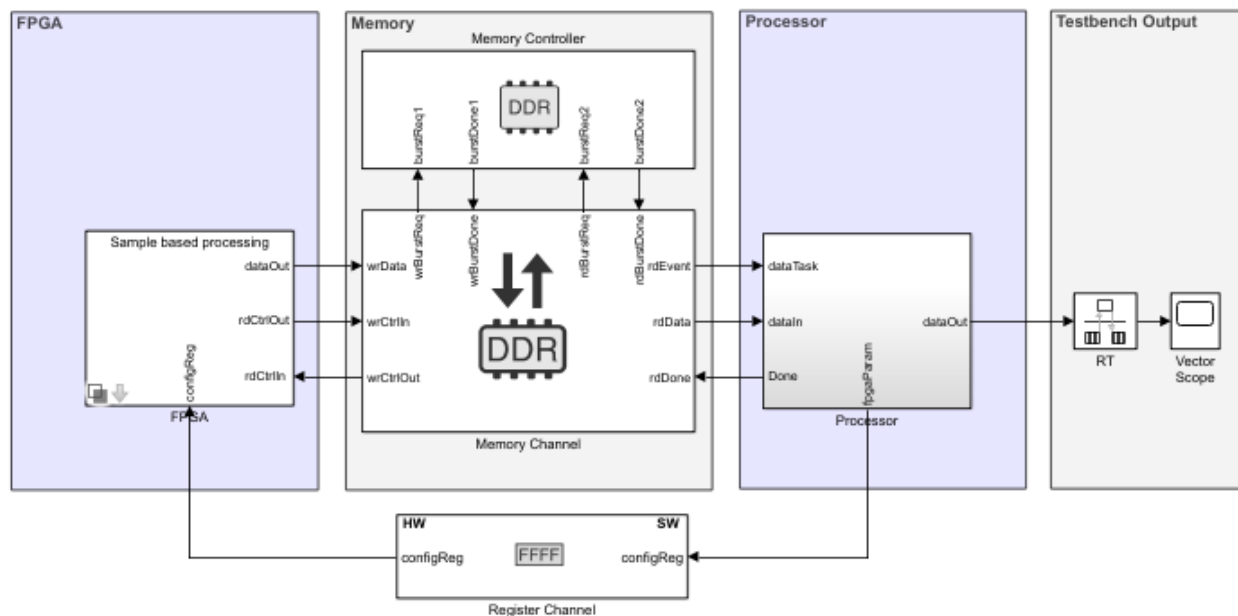 FPGA
Memory
Processor
Testbench Output
Memory Controller
DDR
burstReq1
burstDone1
burstReq2
burstDone2
Sample based processing
dataOut
rdCtrlOut
rdCtrlIn
configReg
FPGA
wrBurstReq
wrBurstDone
rdBurstReq
rdBurstDone
wrData
wrCtrlIn
wrCtrlOut
DDR
rdEvent
rdData
rdDone
Memory Channel
dataTask
dataIn
Done
fpgaParam
dataOut
Processor
RT
Vector
Scope
HW
SW
configReg
FFFF
configReg
Register Channel